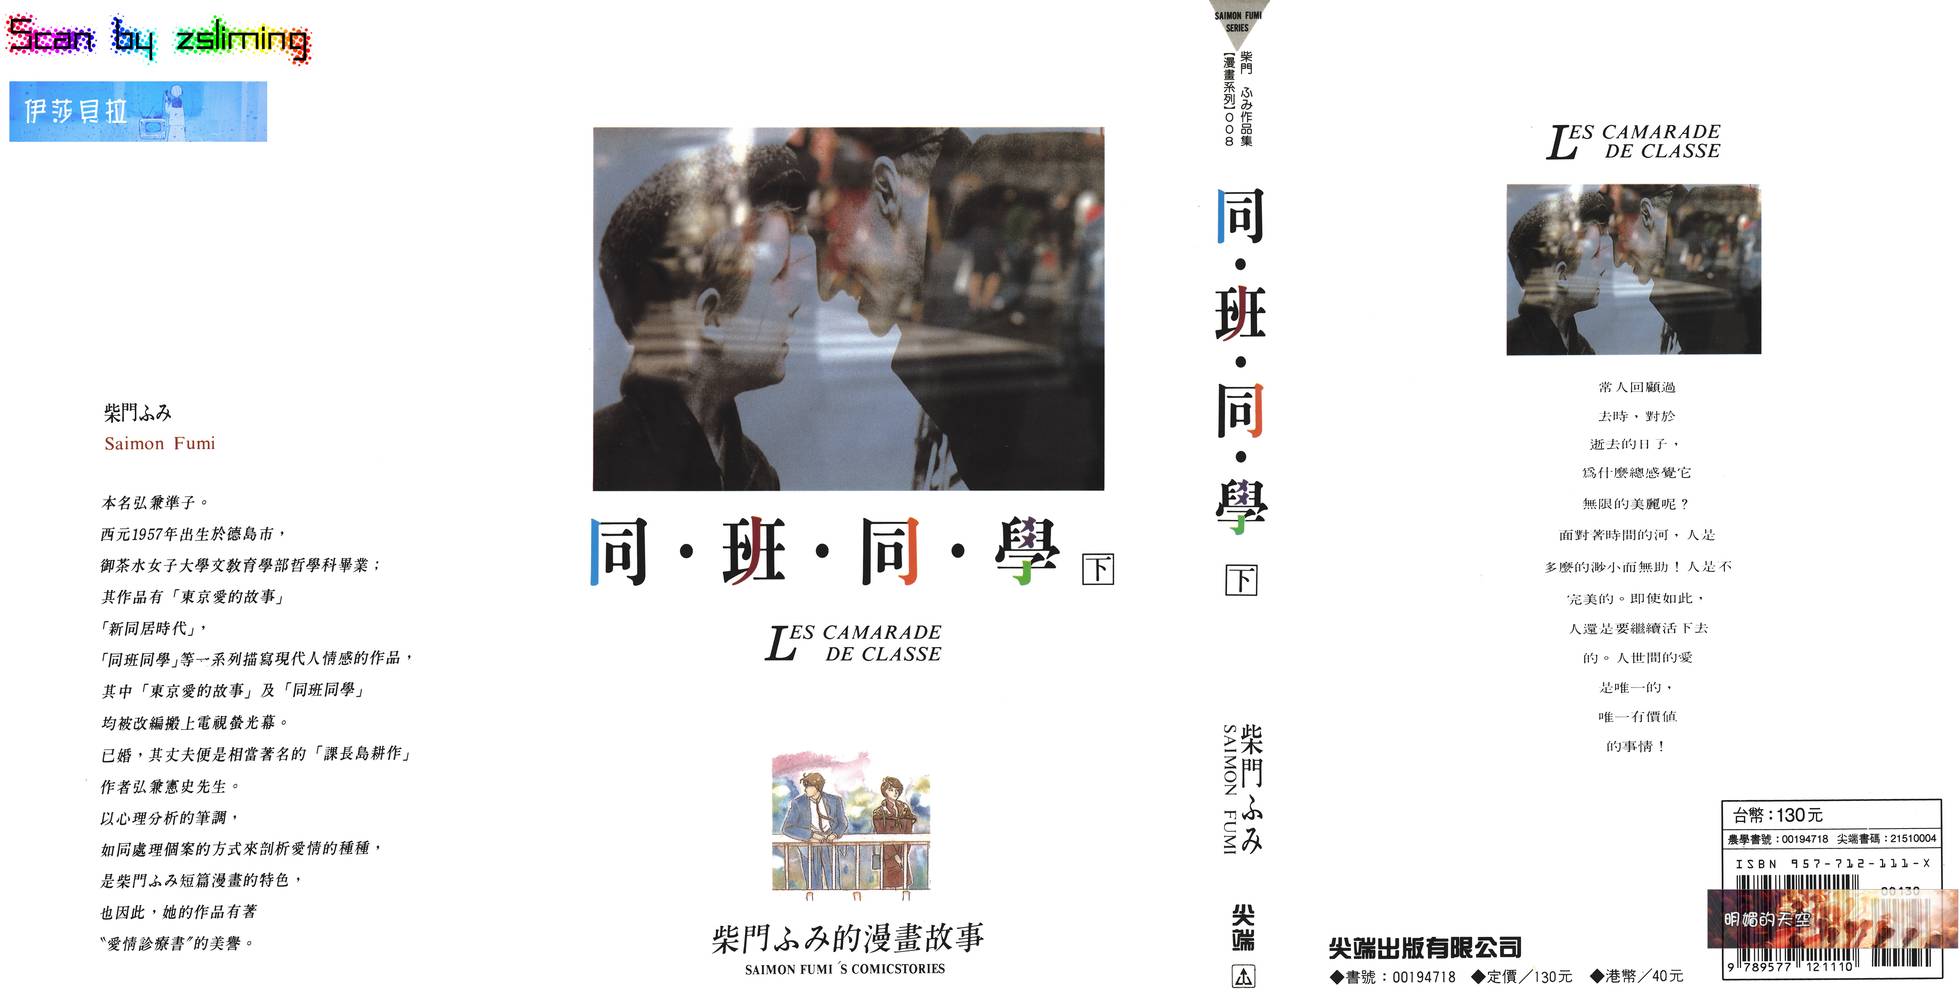 Scan by zsliming
伊莎貝拉
柴門ふみ
Saimon Fumi
本名弘兼準子。
西元1957年出生於德島市，
御茶水女子大學文教育學部哲學科畢業；
其作品有「東京愛的故事」
「新同居時代」，
「同班同學」等一系列描寫現代人情感的作品，
其中「東京愛的故事」及「同班同學」
均被改編搬上電視螢光幕。
已婚，其丈夫便是相當著名的「課長島耕作」
作者弘兼憲史先生。
以心理分析的筆調，
如同處理個案的方式來剖析愛情的種種，
是柴門ふみ短篇漫畫的特色，
也因此，她的作品有著
〝愛情診療書〞的美譽。
同·班·同·學 下
LES CAMARADE
DE CLASSE
柴門ふみ的漫畫故事
SAIMON FUMI´S COMICSTORIES
SAIMON FUMI
SERIES
柴門 ふみ作品集
【漫畫系列】008
同·班·同·學
下
柴門ふみ
SAIMON FUMI
尖端
LES CAMARADE
DE CLASSE
常人回顧過
去時，對於
逝去的日子，
爲什麼總感覺它
無限的美麗呢？
面對著時間的河，人是
多麼的渺小而無助！人是不
完美的。即使如此，
人還是要繼續活下去
的。人世間的愛
是唯一的，
唯一有價值
的事情！
尖端出版有限公司
◆書號：00194718 ◆定價／130元 ◆港幣／40元
台幣：130元
農學書號：00194718 尖端書碼：21510004
ISBN 957-712-111-X
00130
明媚的天空
9 789577 121110